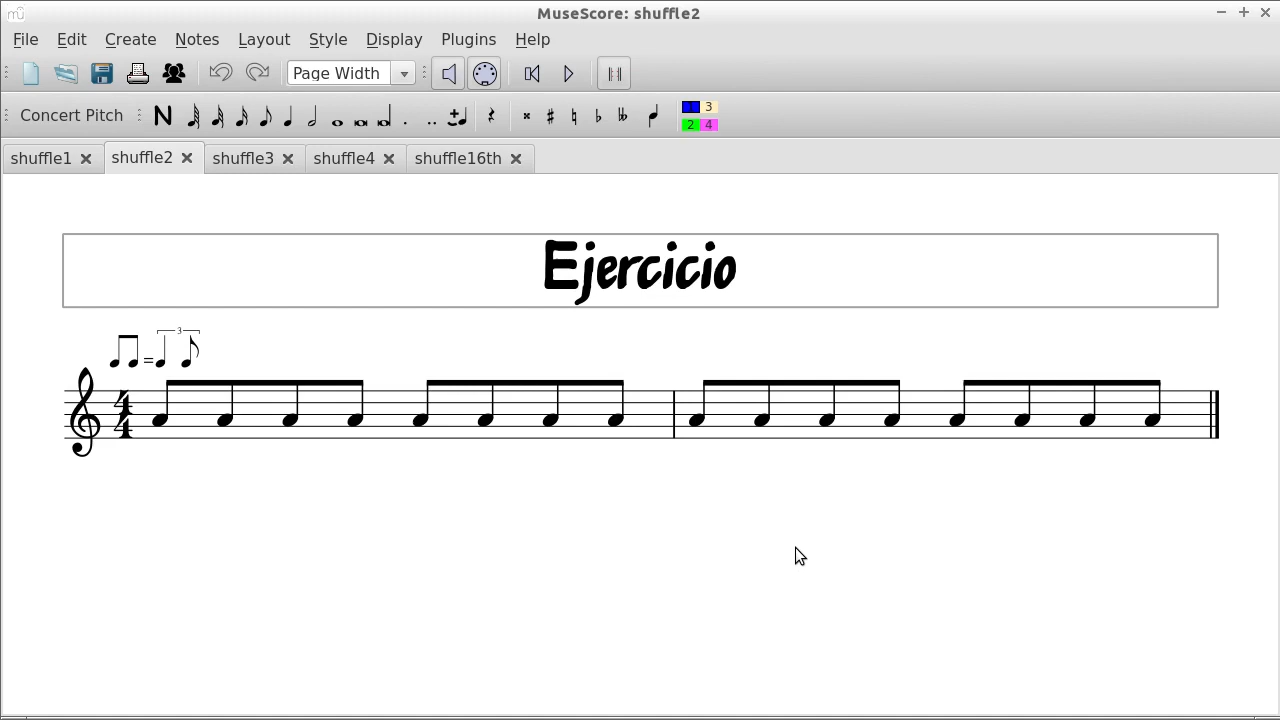 MuseScore: shuffle2
File Edit Create Notes Layout Style Display Plugins Help
Page Width
Concert Pitch N 1 3
2 4
shuffle1 shuffle2 shuffle3 shuffle4 shuffle16th
Ejercicio
3
=
4
4